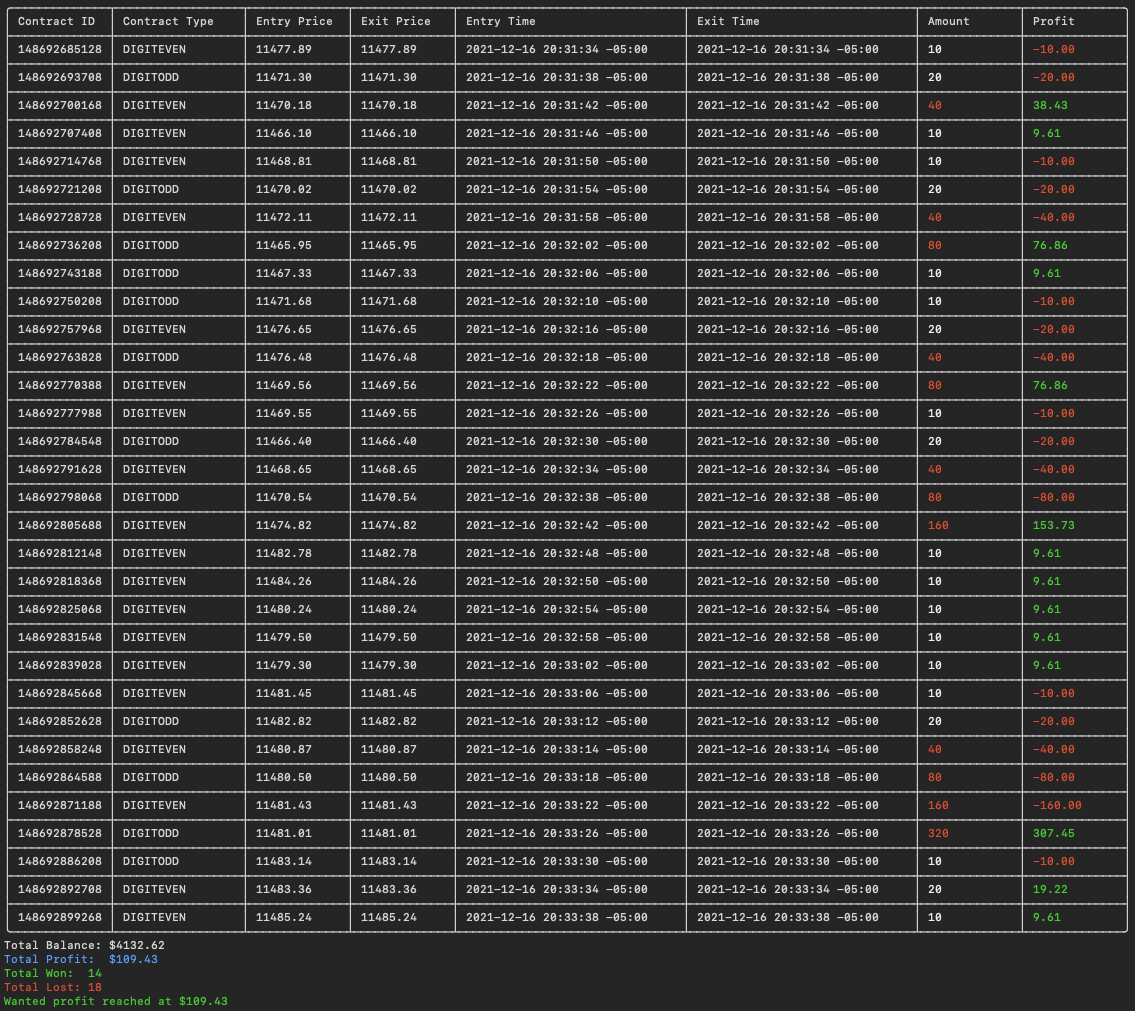 Contract ID Contract Type Entry Price Exit Price Entry Time Exit Time Amount Profit
148692685128 DIGITEVEN 11477.89 11477.89 2021-12-16 20:31:34 -05:00 2021-12-16 20:31:34 -05:00 10 -10.00
148692693708 DIGITODD 11471.30 11471.30 2021-12-16 20:31:38 -05:00 2021-12-16 20:31:38 -05:00 20 -20.00
148692700168 DIGITEVEN 11470.18 11470.18 2021-12-16 20:31:42 -05:00 2021-12-16 20:31:42 -05:00 40 38.43
148692707408 DIGITEVEN 11466.10 11466.10 2021-12-16 20:31:46 -05:00 2021-12-16 20:31:46 -05:00 10 9.61
148692714768 DIGITEVEN 11468.81 11468.81 2021-12-16 20:31:50 -05:00 2021-12-16 20:31:50 -05:00 10 -10.00
148692721208 DIGITODD 11470.02 11470.02 2021-12-16 20:31:54 -05:00 2021-12-16 20:31:54 -05:00 20 -20.00
148692728728 DIGITEVEN 11472.11 11472.11 2021-12-16 20:31:58 -05:00 2021-12-16 20:31:58 -05:00 40 -40.00
148692736208 DIGITODD 11465.95 11465.95 2021-12-16 20:32:02 -05:00 2021-12-16 20:32:02 -05:00 80 76.86
148692743188 DIGITODD 11467.33 11467.33 2021-12-16 20:32:06 -05:00 2021-12-16 20:32:06 -05:00 10 9.61
148692750208 DIGITODD 11471.68 11471.68 2021-12-16 20:32:10 -05:00 2021-12-16 20:32:10 -05:00 10 -10.00
148692757968 DIGITEVEN 11476.65 11476.65 2021-12-16 20:32:16 -05:00 2021-12-16 20:32:16 -05:00 20 -20.00
148692763828 DIGITODD 11476.48 11476.48 2021-12-16 20:32:18 -05:00 2021-12-16 20:32:18 -05:00 40 -40.00
148692770388 DIGITEVEN 11469.56 11469.56 2021-12-16 20:32:22 -05:00 2021-12-16 20:32:22 -05:00 80 76.86
148692777988 DIGITEVEN 11469.55 11469.55 2021-12-16 20:32:26 -05:00 2021-12-16 20:32:26 -05:00 10 -10.00
148692784548 DIGITODD 11466.40 11466.40 2021-12-16 20:32:30 -05:00 2021-12-16 20:32:30 -05:00 20 -20.00
148692791628 DIGITEVEN 11468.65 11468.65 2021-12-16 20:32:34 -05:00 2021-12-16 20:32:34 -05:00 40 -40.00
148692798068 DIGITODD 11470.54 11470.54 2021-12-16 20:32:38 -05:00 2021-12-16 20:32:38 -05:00 80 -80.00
148692805688 DIGITEVEN 11474.82 11474.82 2021-12-16 20:32:42 -05:00 2021-12-16 20:32:42 -05:00 160 153.73
148692812148 DIGITEVEN 11482.78 11482.78 2021-12-16 20:32:48 -05:00 2021-12-16 20:32:48 -05:00 10 9.61
148692818368 DIGITEVEN 11484.26 11484.26 2021-12-16 20:32:50 -05:00 2021-12-16 20:32:50 -05:00 10 9.61
148692825068 DIGITEVEN 11480.24 11480.24 2021-12-16 20:32:54 -05:00 2021-12-16 20:32:54 -05:00 10 9.61
148692831548 DIGITEVEN 11479.50 11479.50 2021-12-16 20:32:58 -05:00 2021-12-16 20:32:58 -05:00 10 9.61
148692839028 DIGITEVEN 11479.30 11479.30 2021-12-16 20:33:02 -05:00 2021-12-16 20:33:02 -05:00 10 9.61
148692845668 DIGITEVEN 11481.45 11481.45 2021-12-16 20:33:06 -05:00 2021-12-16 20:33:06 -05:00 10 -10.00
148692852628 DIGITODD 11482.82 11482.82 2021-12-16 20:33:12 -05:00 2021-12-16 20:33:12 -05:00 20 -20.00
148692858248 DIGITEVEN 11480.87 11480.87 2021-12-16 20:33:14 -05:00 2021-12-16 20:33:14 -05:00 40 -40.00
148692864588 DIGITODD 11480.50 11480.50 2021-12-16 20:33:18 -05:00 2021-12-16 20:33:18 -05:00 80 -80.00
148692871188 DIGITEVEN 11481.43 11481.43 2021-12-16 20:33:22 -05:00 2021-12-16 20:33:22 -05:00 160 -160.00
148692878528 DIGITODD 11481.01 11481.01 2021-12-16 20:33:26 -05:00 2021-12-16 20:33:26 -05:00 320 307.45
148692886208 DIGITODD 11483.14 11483.14 2021-12-16 20:33:30 -05:00 2021-12-16 20:33:30 -05:00 10 -10.00
148692892708 DIGITEVEN 11483.36 11483.36 2021-12-16 20:33:34 -05:00 2021-12-16 20:33:34 -05:00 20 19.22
148692899268 DIGITEVEN 11485.24 11485.24 2021-12-16 20:33:38 -05:00 2021-12-16 20:33:38 -05:00 10 9.61
Total Balance: $4132.62
Total Profit: $109.43
Total Won: 14
Total Lost: 18
Wanted profit reached at $109.43